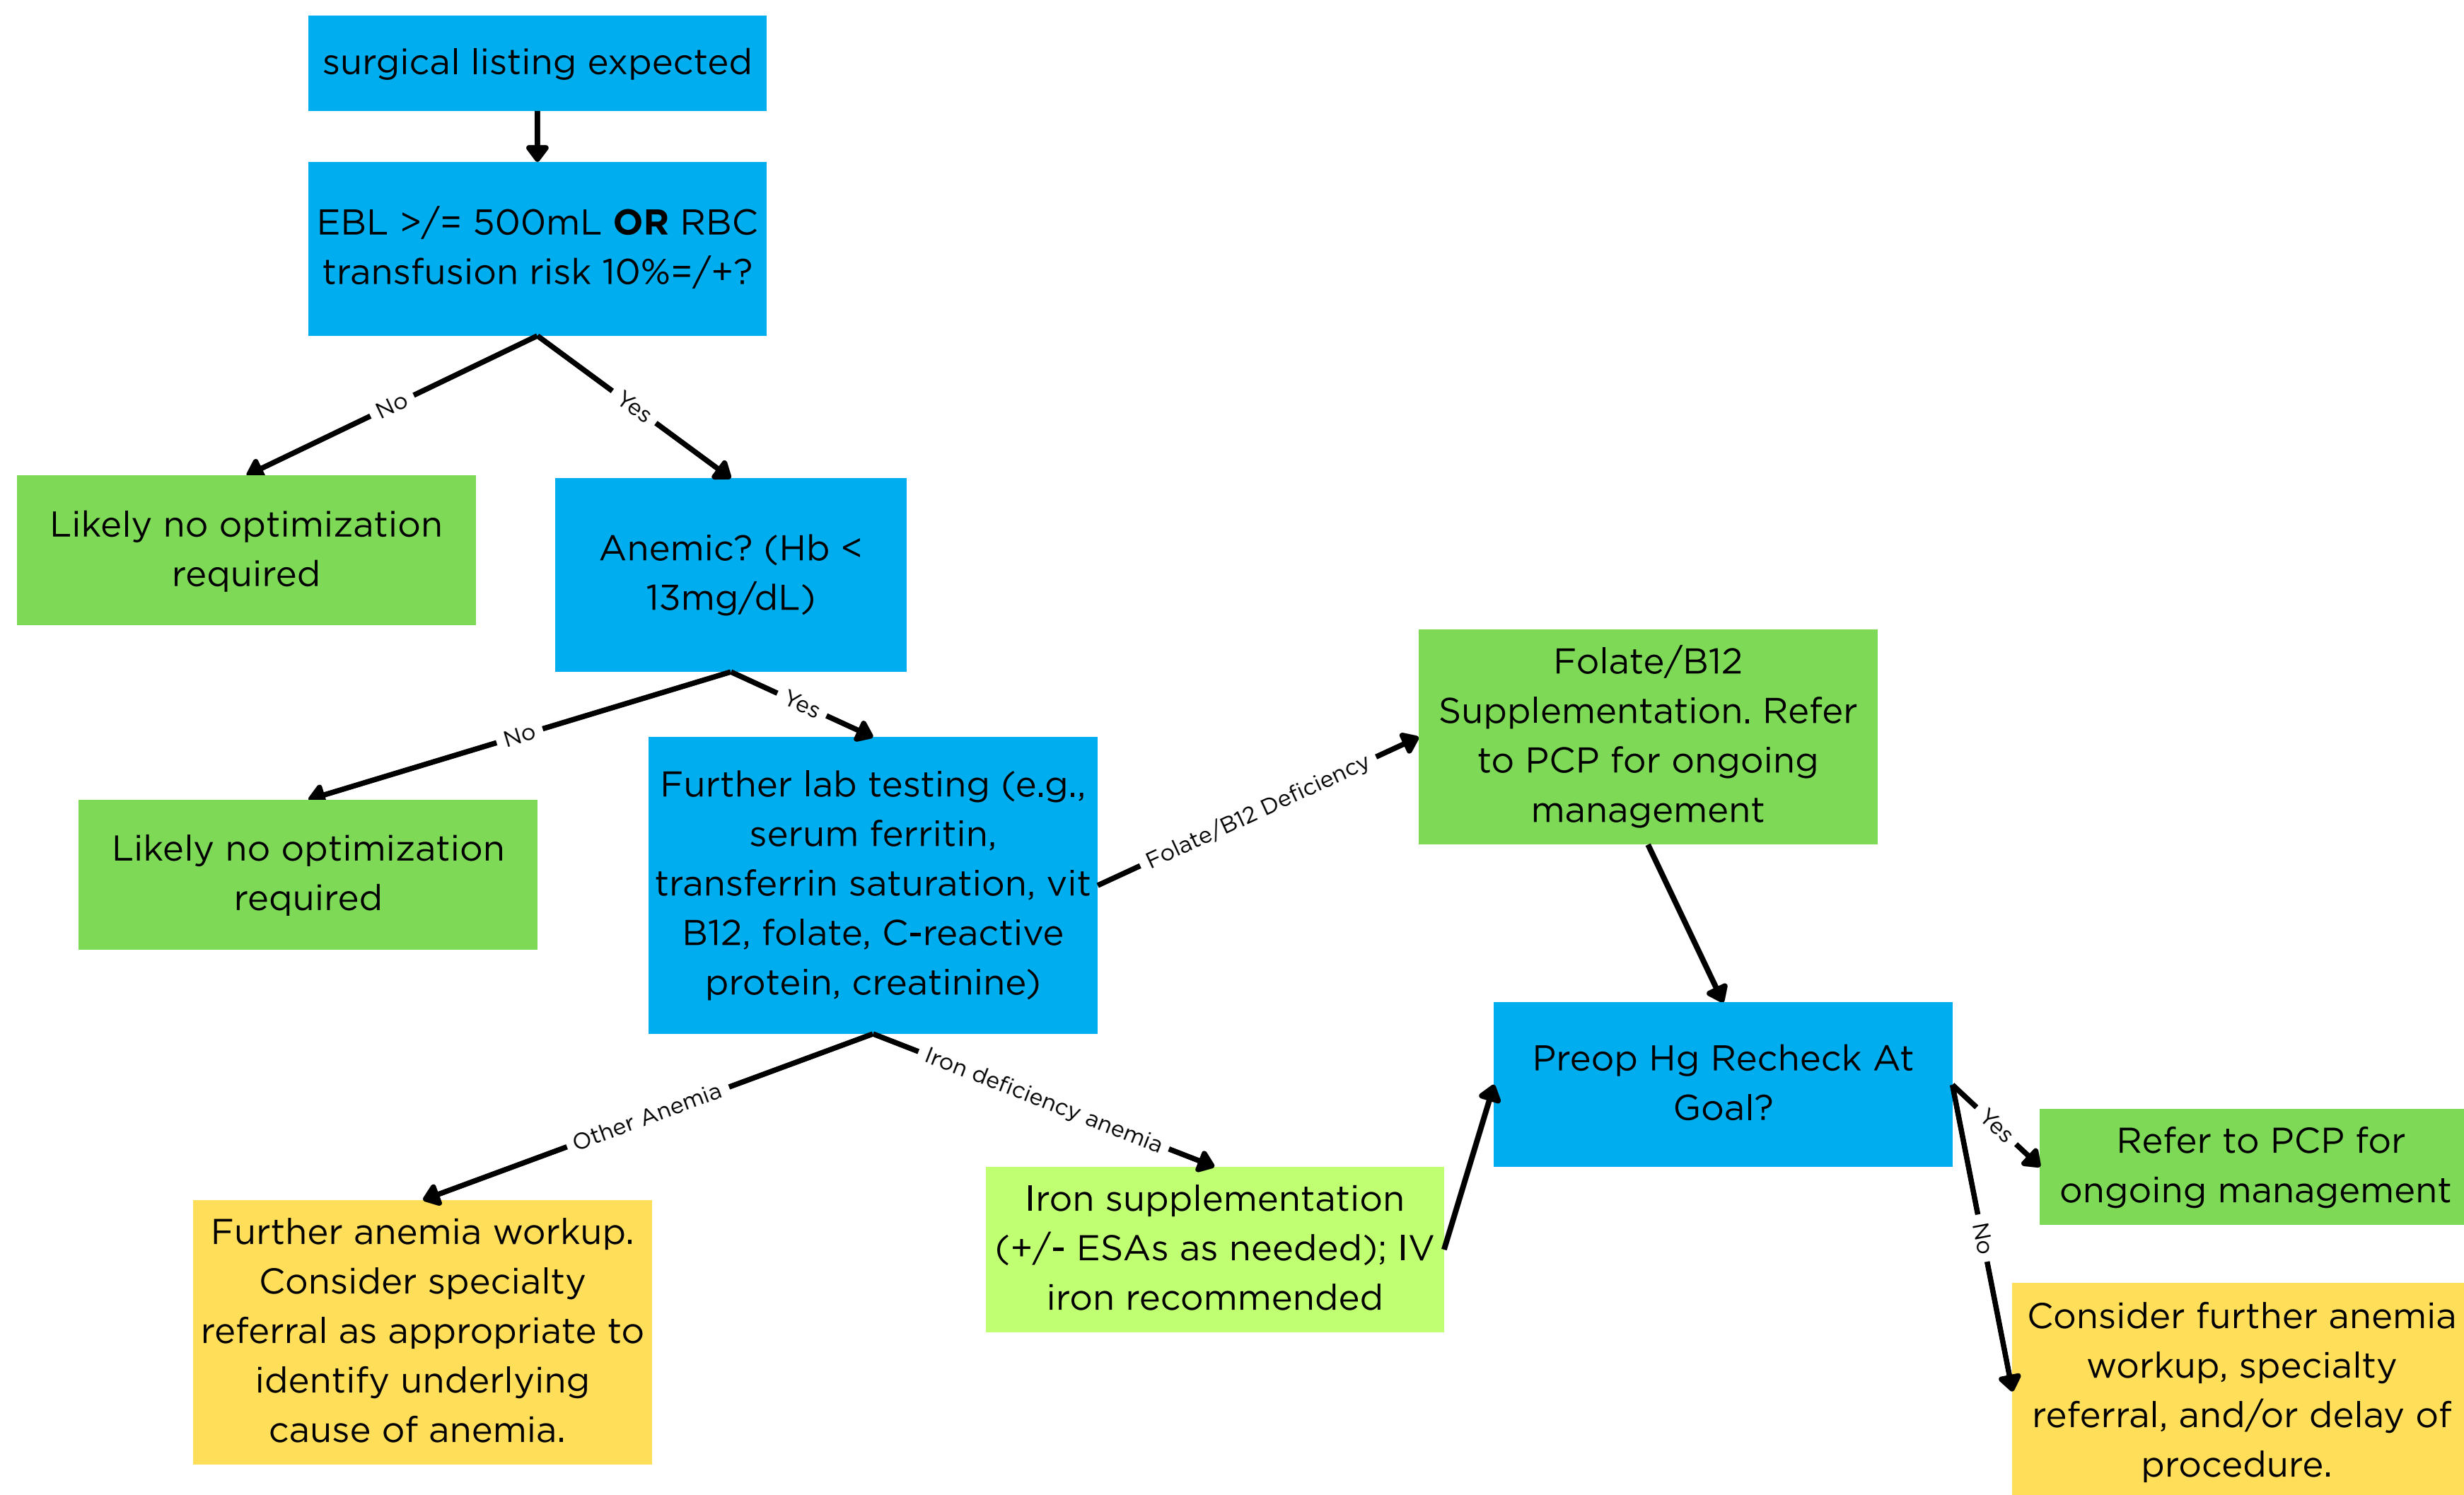 surgical listing expected
EBL >/= 500mL OR RBC
transfusion risk 10%=/+?
No
Yes
Likely no optimization
required
Anemic? (Hb <
13mg/dL)
No
Yes
Likely no optimization
required
Further lab testing (e.g.,
serum ferritin,
transferrin saturation, vit
B12, folate, C-reactive
protein, creatinine)
Folate/B12 Deficiency
Folate/B12
Supplementation. Refer
to PCP for ongoing
management
Other Anemia
Iron deficiency anemia
Further anemia workup.
Consider specialty
referral as appropriate to
identify underlying
cause of anemia.
Iron supplementation
(+/- ESAs as needed); IV
iron recommended
Preop Hg Recheck At
Goal?
Yes
No
Refer to PCP for
ongoing management
Consider further anemia
workup, specialty
referral, and/or delay of
procedure.